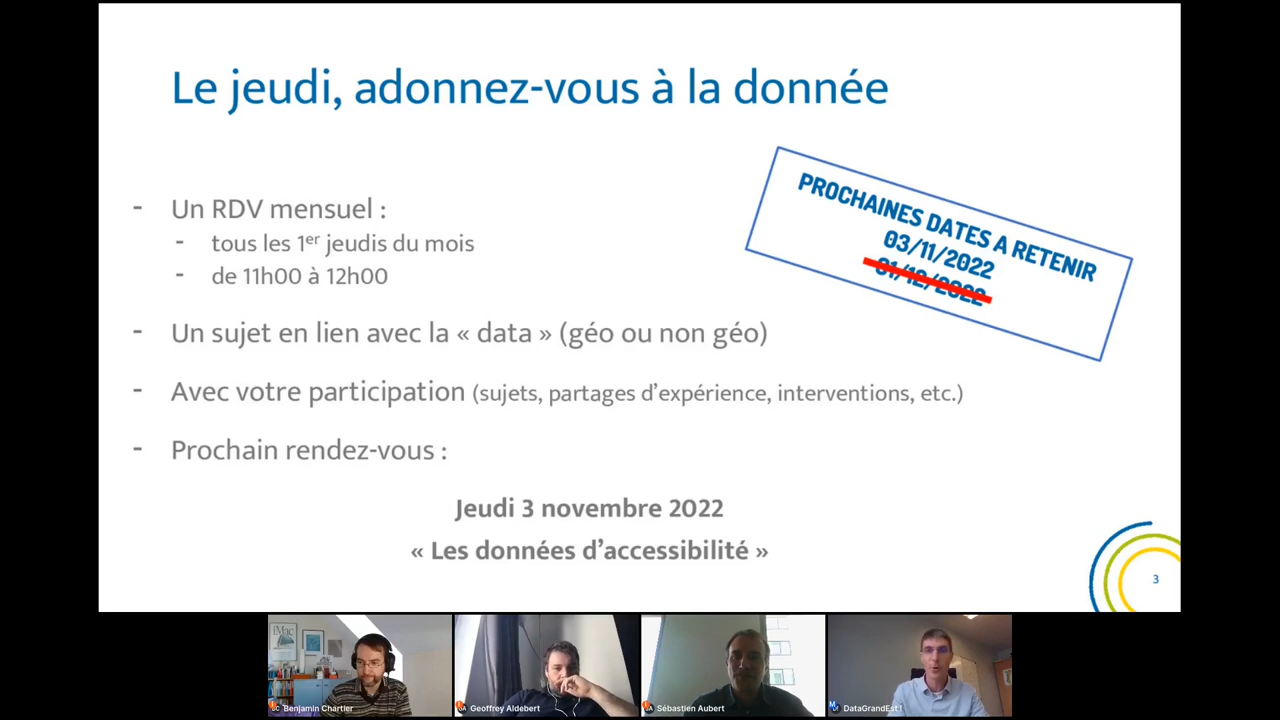 Le jeudi, adonnez-vous à la donnée
PROCHAINES DATES A RETENIR
03/11/2022
01/12/2022
- Un RDV mensuel :
- tous les 1er jeudis du mois
- de 11h00 à 12h00
- Un sujet en lien avec la « data » (géo ou non géo)
- Avec votre participation (sujets, partages d’expérience, interventions, etc.)
- Prochain rendez-vous :
Jeudi 3 novembre 2022
« Les données d’accessibilité »
3
iMac
Benjamin Chartier
Geoffrey Aldebert
Sébastien Aubert
DataGrandEst